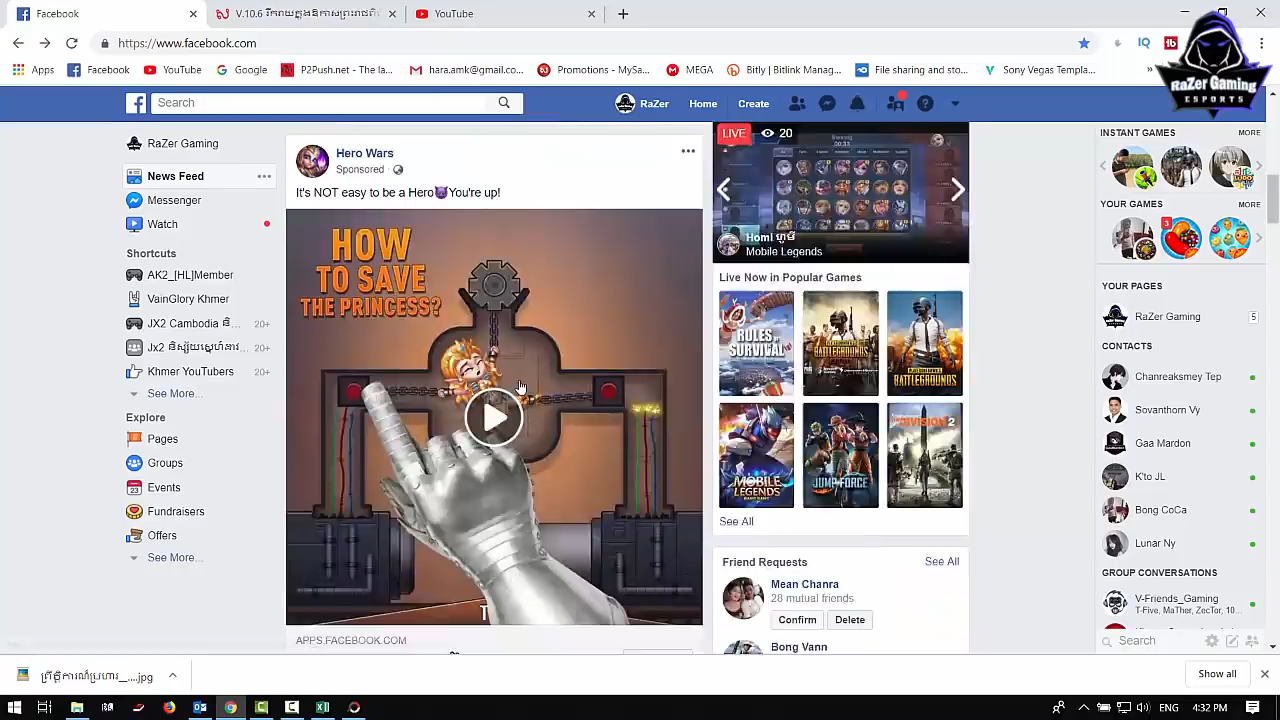 Facebook
V.10.6
YouTube
https://www.facebook.com
Apps
Facebook
YouTube
Google
P2Push.net - The la...
hara.amk@gmail.co...
Promotions - MySa...
MEGA
Bitly | Bitlink Manag...
File sharing and sto...
Sony Vegas Templa...
RaZer Gaming
ESPORTS
Search
RaZer
Home
Create
RaZer Gaming
News Feed
Messenger
Watch
Shortcuts
AK2_[HL]Member
VainGlory Khmer
JX2 Cambodia
20+
20+
Khmer YouTubers
20+
See More...
Explore
Pages
Groups
Events
Fundraisers
Offers
See More...
Hero Wars
Sponsored
It's NOT easy to be a Hero😈You're up!
HOW
TO SAVE
THE PRINCESS?
APPS.FACEBOOK.COM
LIVE
20
Homi ហូមី
Mobile Legends
Live Now in Popular Games
RULES OF
SURVIVAL
BATTLEGROUNDS
BATTLEGROUNDS
MOBILE
LEGENDS
JUMP FORCE
DIVISION 2
See All
Friend Requests
See All
Mean Chanra
28 mutual friends
Confirm
Delete
Bong Vann
INSTANT GAMES
MORE
YOUR GAMES
MORE
3
YOUR PAGES
RaZer Gaming
5
CONTACTS
Chanreaksmey Tep
Sovanthorn Vy
Gaa Mardon
K'to JL
Bong CoCa
Lunar Ny
GROUP CONVERSATIONS
V-Friends_Gaming
T-Five, MaTher, ZecTor, 10...
Search
Show all
ENG
4:32 PM